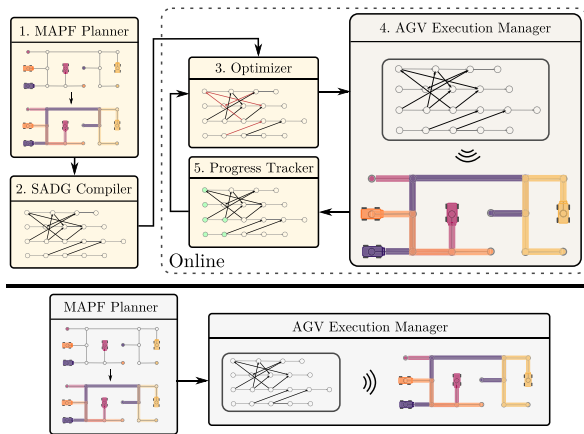 1. MAPF Planner
4. AGV Execution Manager
3. Optimizer
2. SADG Compiler
5. Progress Tracker
Online
MAPF Planner
AGV Execution Manager